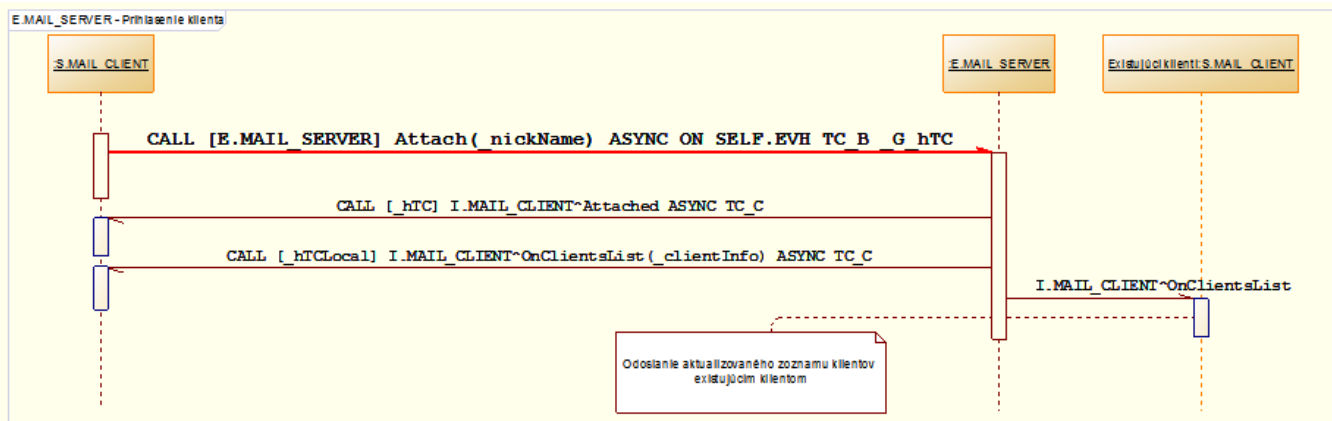 E.MAIL_SERVER - Prihlasenie klienta
:S.MAIL_CLIENT
:E.MAIL_SERVER
Existujúci klienti:S.MAIL_CLIENT
CALL [E.MAIL_SERVER] Attach(_nickName) ASYNC ON SELF.EVH TC_B _G_hTC
CALL [_hTC] I.MAIL_CLIENT^Attached ASYNC TC_C
CALL [_hTCLocal] I.MAIL_CLIENT^OnClientsList(_clientInfo) ASYNC TC_C
I.MAIL_CLIENT^OnClientsList
Odoslanie aktualizovaného zoznamu klientov
existujúcim klientom